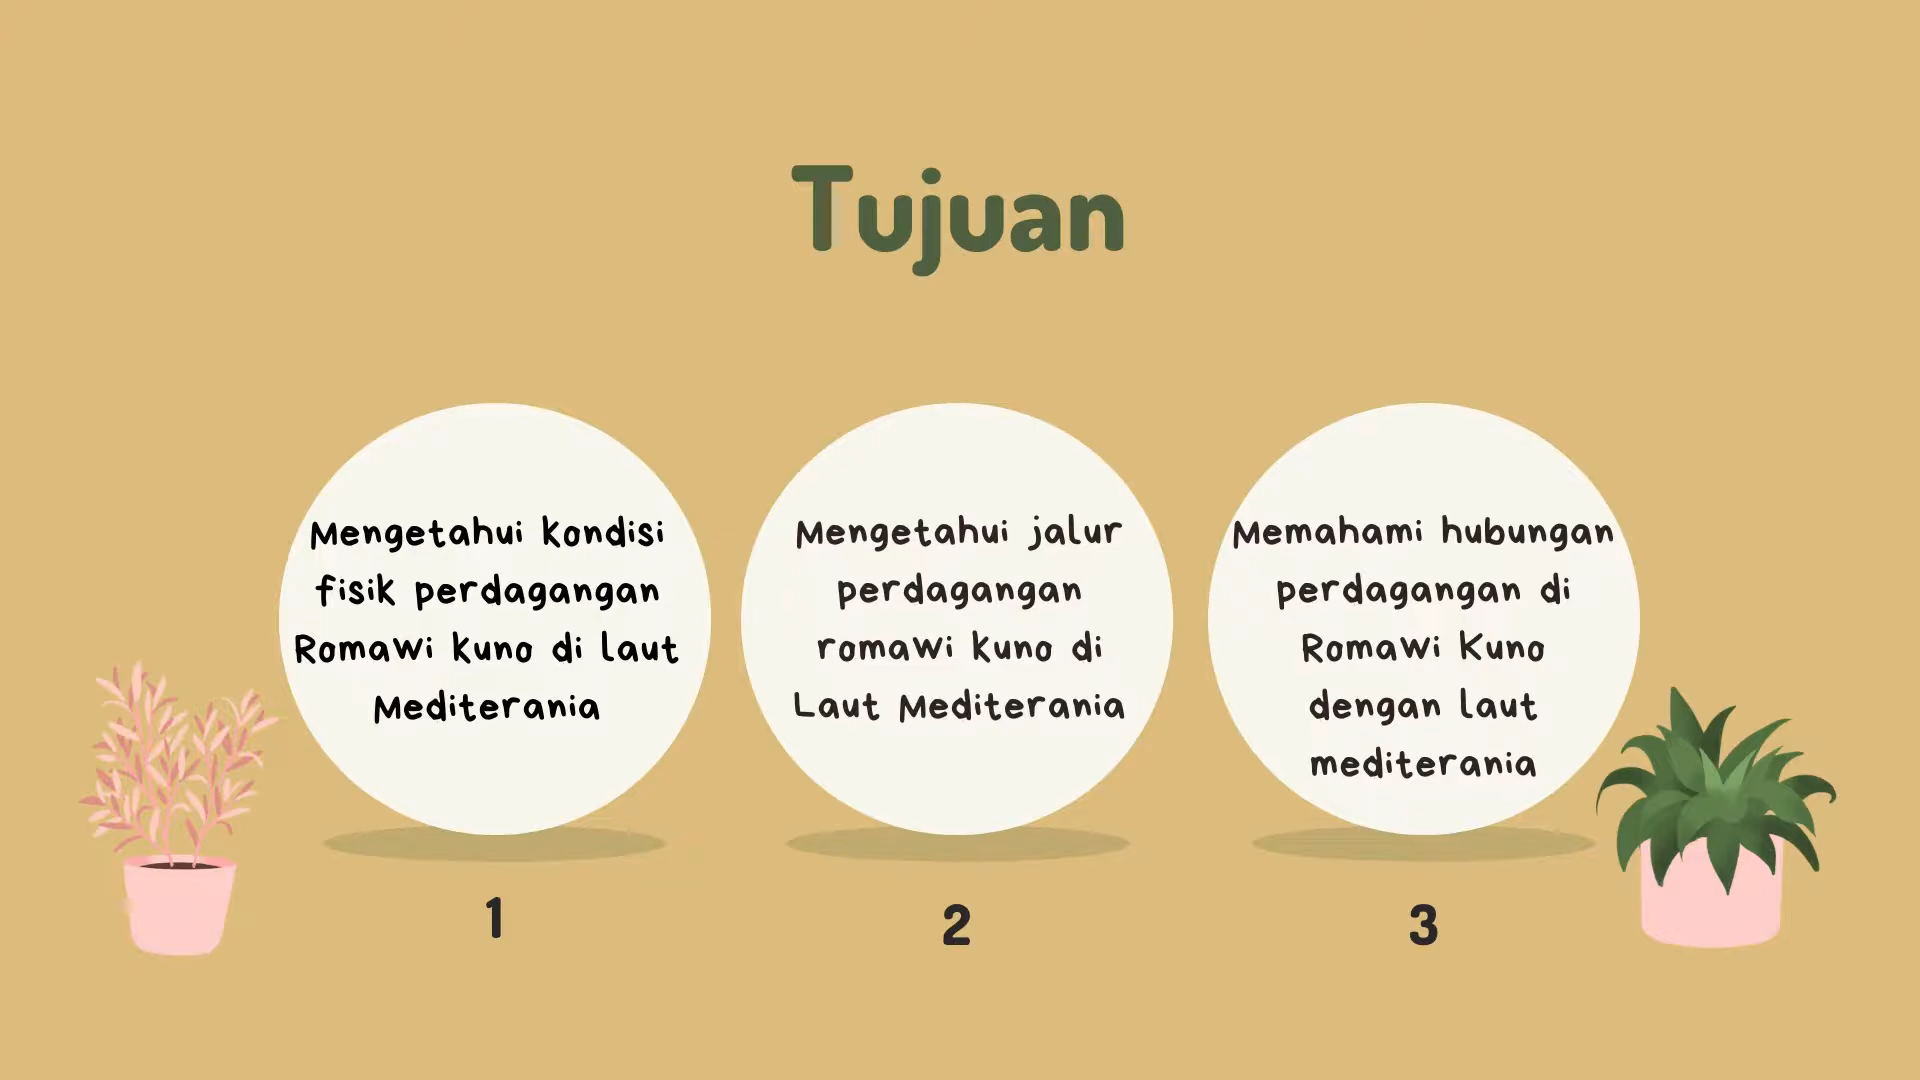 Tujuan
Mengetahui kondisi
fisik perdagangan
Romawi kuno di laut
Mediterania
1
Mengetahui jalur
perdagangan
romawi kuno di
Laut Mediterania
2
Memahami hubungan
perdagangan di
Romawi Kuno
dengan laut
mediterania
3